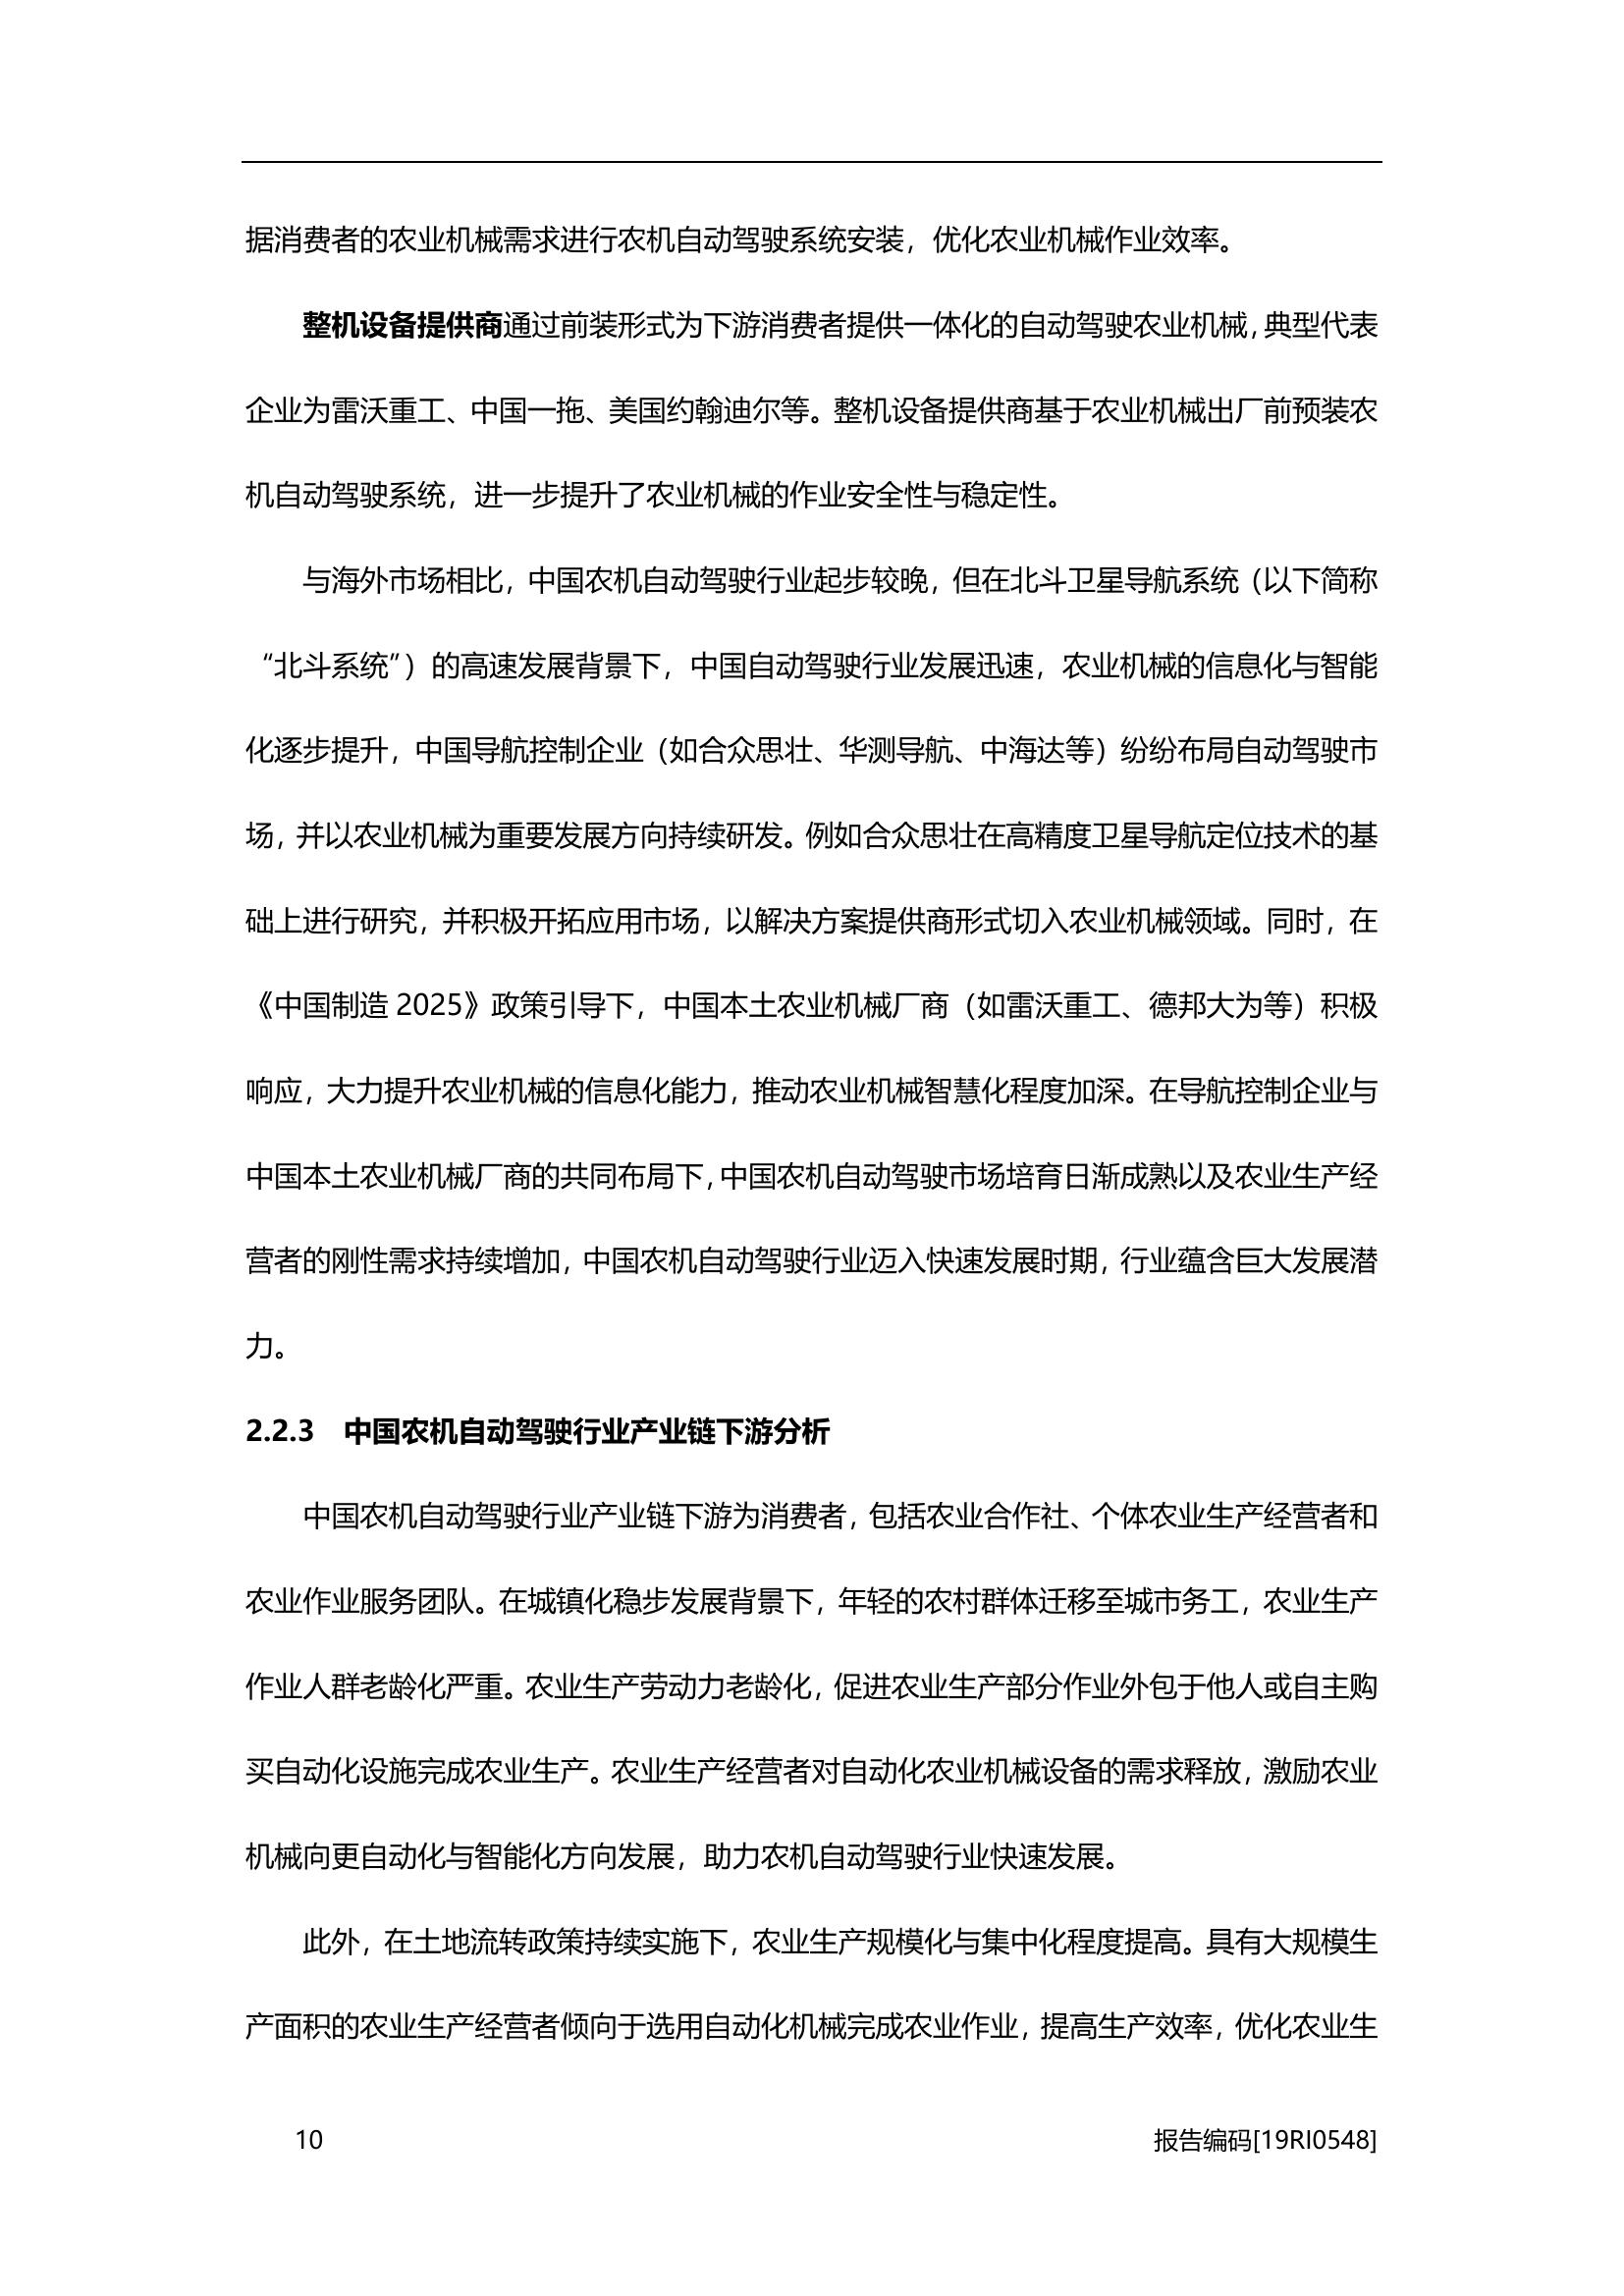 据消费者的农业机械需求进行农机自动驾驶系统安装，优化农业机械作业效率。
整机设备提供商通过前装形式为下游消费者提供一体化的自动驾驶农业机械，典型代表
企业为雷沃重工、中国一拖、美国约翰迪尔等。整机设备提供商基于农业机械出厂前预装农
机自动驾驶系统，进一步提升了农业机械的作业安全性与稳定性。
与海外市场相比，中国农机自动驾驶行业起步较晚，但在北斗卫星导航系统（以下简称
“北斗系统”）的高速发展背景下，中国自动驾驶行业发展迅速，农业机械的信息化与智能
化逐步提升，中国导航控制企业（如合众思壮、华测导航、中海达等）纷纷布局自动驾驶市
场，并以农业机械为重要发展方向持续研发。例如合众思壮在高精度卫星导航定位技术的基
础上进行研究，并积极开拓应用市场，以解决方案提供商形式切入农业机械领域。同时，在
《中国制造 2025》政策引导下，中国本土农业机械厂商（如雷沃重工、德邦大为等）积极
响应，大力提升农业机械的信息化能力，推动农业机械智慧化程度加深。在导航控制企业与
中国本土农业机械厂商的共同布局下，中国农机自动驾驶市场培育日渐成熟以及农业生产经
营者的刚性需求持续增加，中国农机自动驾驶行业迈入快速发展时期，行业蕴含巨大发展潜
力。
2.2.3 中国农机自动驾驶行业产业链下游分析
中国农机自动驾驶行业产业链下游为消费者，包括农业合作社、个体农业生产经营者和
农业作业服务团队。在城镇化稳步发展背景下，年轻的农村群体迁移至城市务工，农业生产
作业人群老龄化严重。农业生产劳动力老龄化，促进农业生产部分作业外包于他人或自主购
买自动化设施完成农业生产。农业生产经营者对自动化农业机械设备的需求释放，激励农业
机械向更自动化与智能化方向发展，助力农机自动驾驶行业快速发展。
此外，在土地流转政策持续实施下，农业生产规模化与集中化程度提高。具有大规模生
产面积的农业生产经营者倾向于选用自动化机械完成农业作业，提高生产效率，优化农业生
10 报告编码[19RI0548]